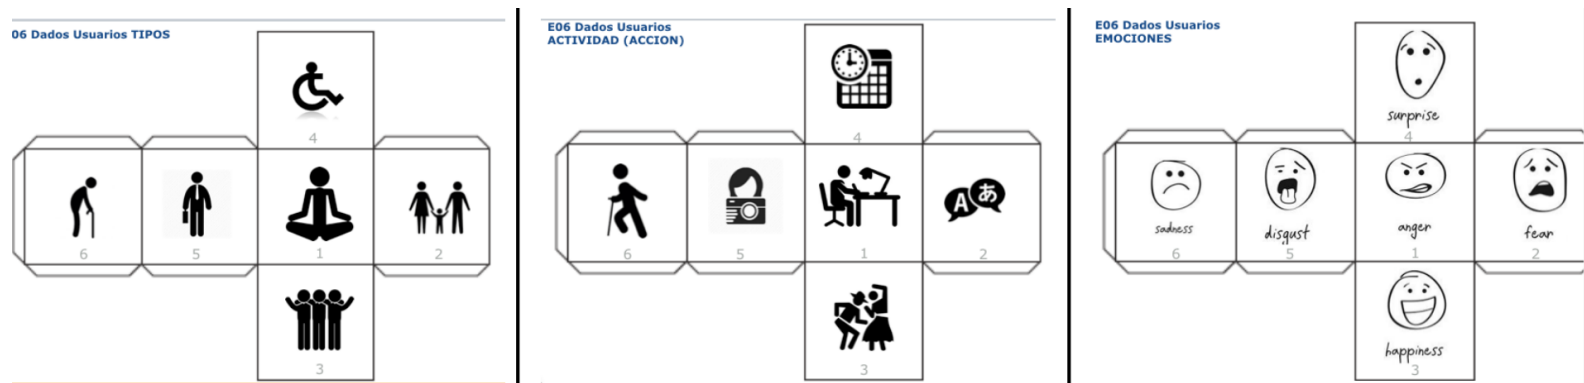 06 Dados Usuarios TIPOS
4
6
5
1
2
3
E06 Dados Usuarios
ACTIVIDAD (ACCION)
4
6
5
1
A あ
2
3
E06 Dados Usuarios
EMOCIONES
surprise
4
sadness
6
disgust
5
anger
1
fear
2
happiness
3